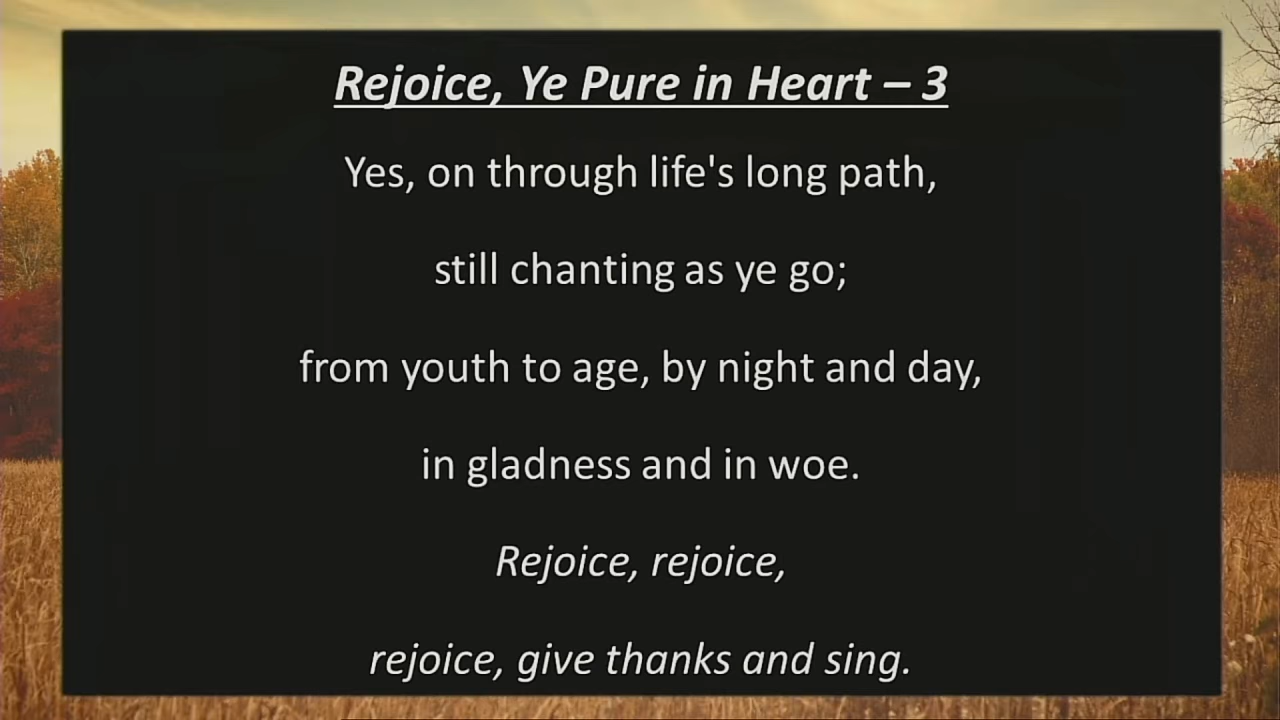 Rejoice, Ye Pure in Heart – 3
Yes, on through life's long path,
still chanting as ye go;
from youth to age, by night and day,
in gladness and in woe.
Rejoice, rejoice,
rejoice, give thanks and sing.